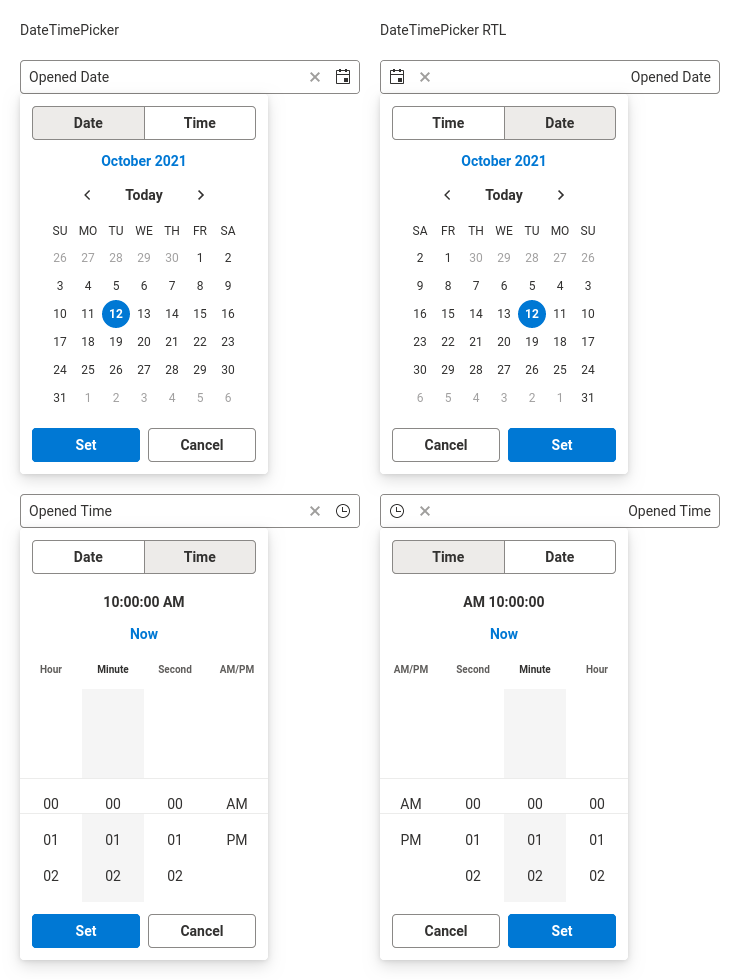 DateTimePicker
Opened Date
Date Time
October 2021
Today
SU MO TU WE TH FR SA
26 27 28 29 30 1 2
3 4 5 6 7 8 9
10 11 12 13 14 15 16
17 18 19 20 21 22 23
24 25 26 27 28 29 30
31 1 2 3 4 5 6
Set Cancel
Opened Time
Date Time
10:00:00 AM
Now
Hour Minute Second AM/PM
00 00 00 AM
01 01 01 PM
02 02 02
Set Cancel
DateTimePicker RTL
Opened Date
Time Date
October 2021
Today
SA FR TH WE TU MO SU
2 1 30 29 28 27 26
9 8 7 6 5 4 3
16 15 14 13 12 11 10
23 22 21 20 19 18 17
30 29 28 27 26 25 24
6 5 4 3 2 1 31
Cancel Set
Opened Time
Time Date
AM 10:00:00
Now
AM/PM Second Minute Hour
AM 00 00 00
PM 01 01 01
02 02 02
Cancel Set